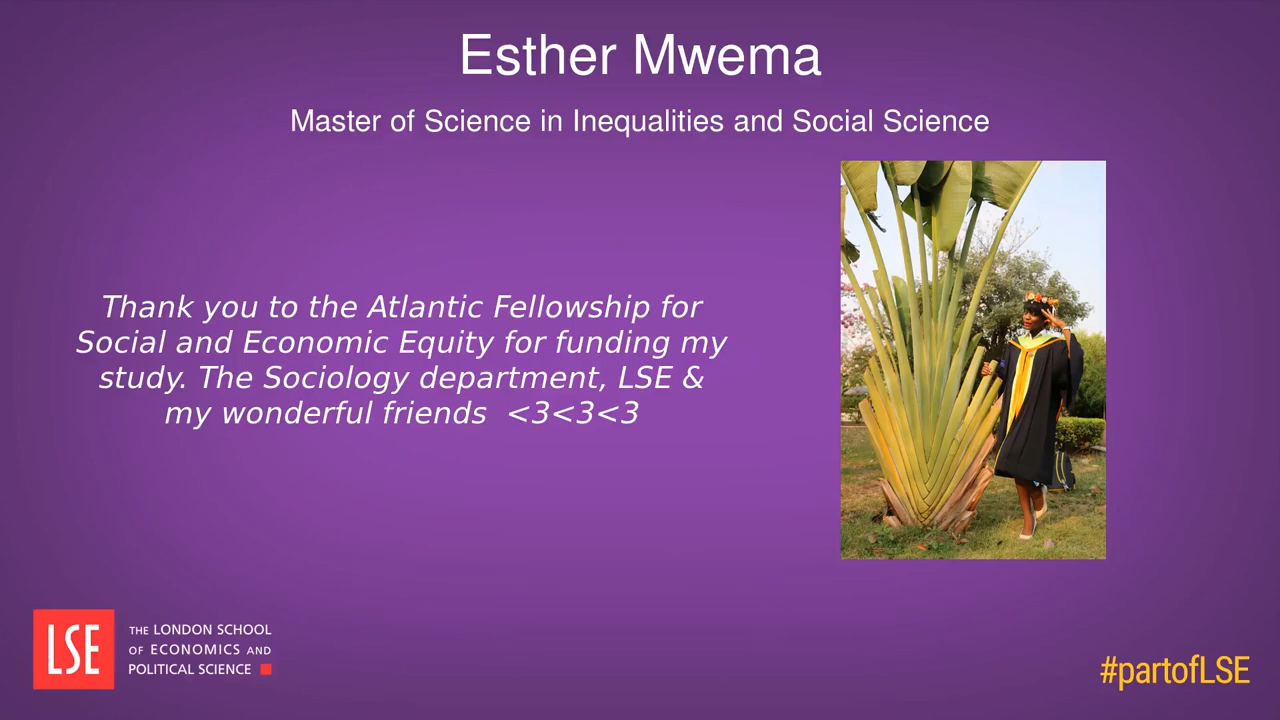 Esther Mwema
Master of Science in Inequalities and Social Science
Thank you to the Atlantic Fellowship for
Social and Economic Equity for funding my
study. The Sociology department, LSE &
my wonderful friends  <3<3<3
LSE
THE LONDON SCHOOL
OF ECONOMICS AND
POLITICAL SCIENCE
#partofLSE